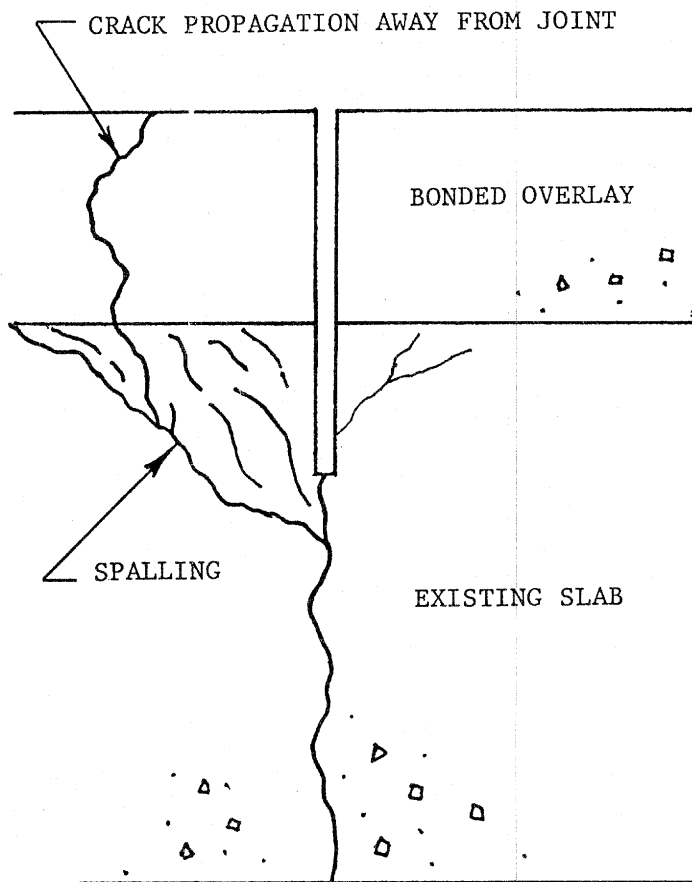 CRACK PROPAGATION AWAY FROM JOINT
BONDED OVERLAY
SPALLING
EXISTING SLAB